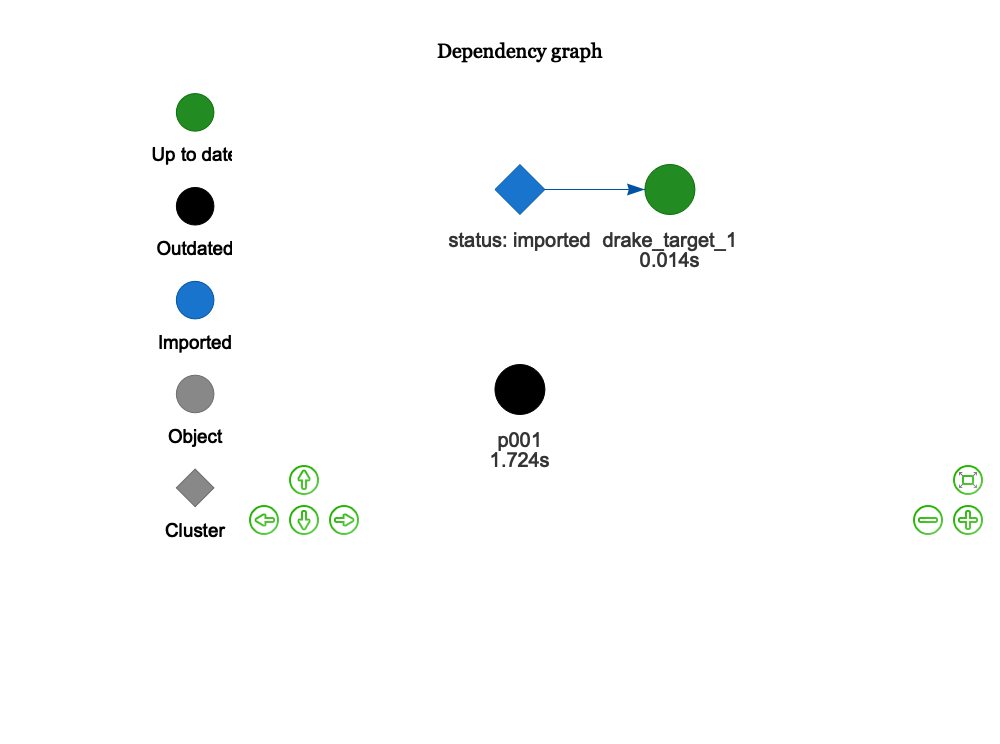 Dependency graph
Up to date
Outdated
Imported
Object
Cluster
status: imported
drake_target_1
0.014s
p001
1.724s